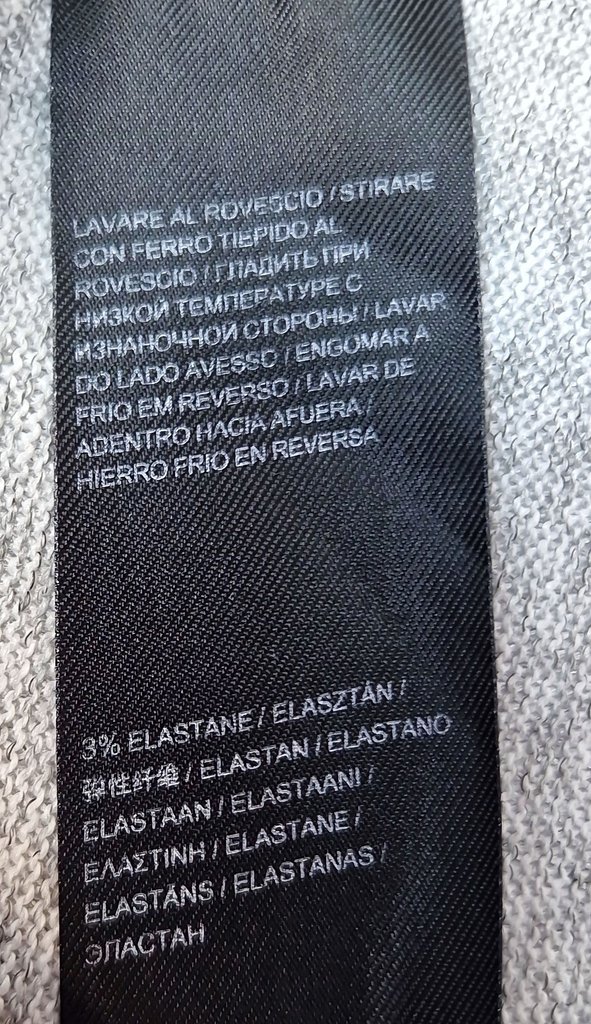 LAVARE AL ROVESCIO / STIRARE
CON FERRO TIEPIDO AL
ROVESCIO / ГЛАДИТЬ ПРИ
НИЗКОЙ ТЕМПЕРАТУРЕ С
ИЗНАНОЧНОЙ СТОРОНЫ / LAVAR
DO LADO AVESSO / ENGOMAR A
FRIO EM REVERSO / LAVAR DE
ADENTRO HACIA AFUERA /
HIERRO FRIO EN REVERSA
3% ELASTANE / ELASZTÁN /
弹性纤维 / ELASTAN / ELASTANO
ELASTAAN / ELASTAANI /
ΕΛΑΣΤΙΝΗ / ELASTANE /
ELASTĀNS / ELASTANAS /
ЭЛАСТАН